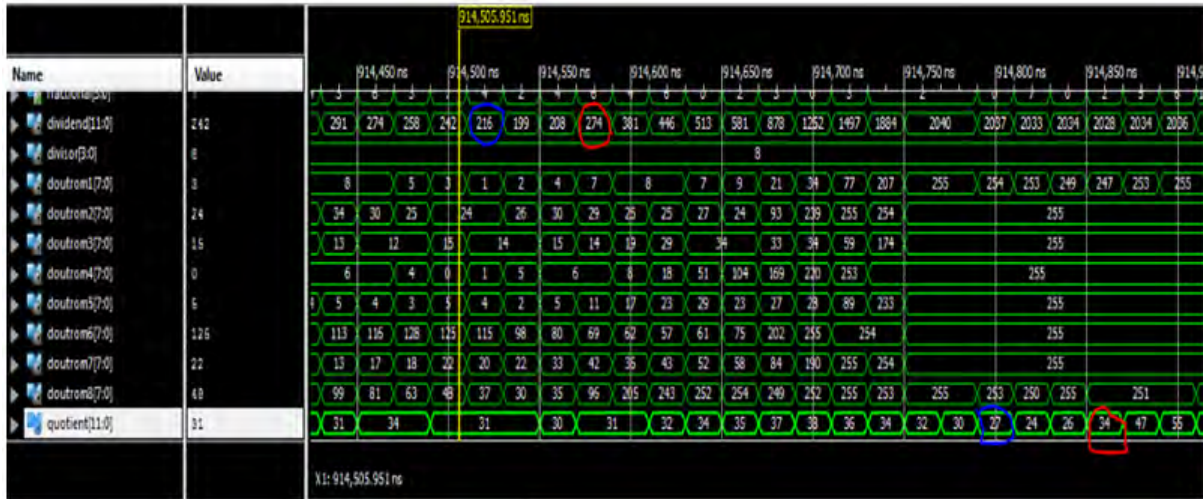 914,505.951 ns
Name Value 914,450 ns 914,500 ns 914,550 ns 914,600 ns 914,650 ns 914,700 ns 914,750 ns 914,800 ns 914,850 ns 914,9
dividend[11:0] 242 291 274 258 242 216 199 208 274 381 446 513 581 878 1252 1497 1884 2040 2037 2033 2034 2028 2034 2036
divisor[3:0] 8 8
doutrom1[7:0] 3 8 5 3 1 2 4 7 8 7 9 21 34 77 207 255 254 253 249 247 253 255
doutrom2[7:0] 24 34 30 25 24 26 30 29 25 27 24 93 239 255 254 255
doutrom3[7:0] 15 13 12 15 14 15 14 19 29 34 33 34 59 174 255
doutrom4[7:0] 0 6 4 0 1 5 6 8 18 51 104 169 220 253 255
doutrom5[7:0] 5 5 4 3 5 4 2 5 11 17 23 29 23 27 89 233 255
doutrom6[7:0] 125 113 116 128 125 115 98 80 69 62 57 61 75 202 255 254 255
doutrom7[7:0] 22 13 17 18 22 20 22 33 42 43 52 58 84 190 255 254 255
doutrom8[7:0] 48 99 81 63 48 37 30 35 96 205 243 252 254 249 252 255 253 255 253 250 255 251
quotient[11:0] 31 31 34 31 30 31 32 34 35 37 38 36 34 32 30 27 24 26 34 47 55
X1: 914,505.951 ns